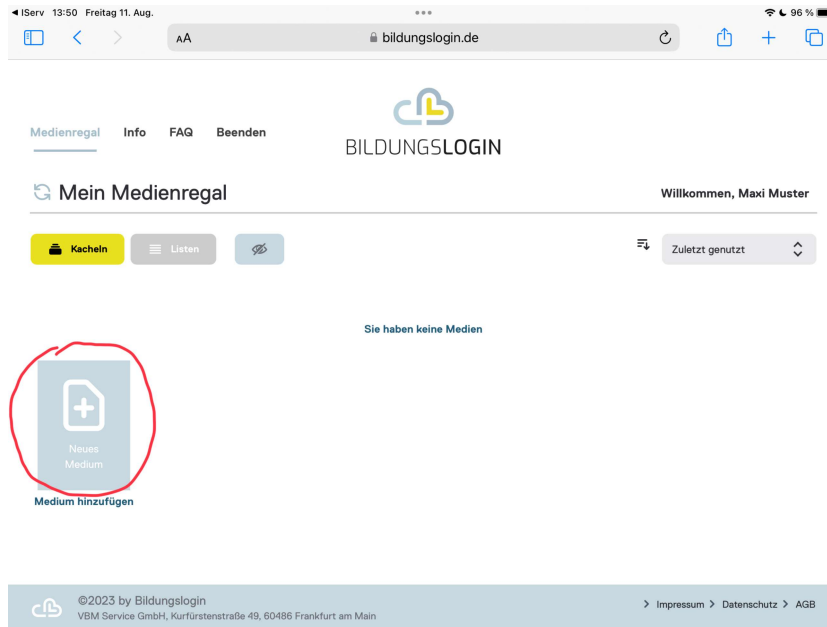 IServ 13:50 Freitag 11. Aug.
96 %
AA
bildungslogin.de
Medienregal Info FAQ Beenden
BILDUNGSLOGIN
Mein Medienregal
Willkommen, Maxi Muster
Kacheln Listen
Zuletzt genutzt
Sie haben keine Medien
Neues
Medium
Medium hinzufügen
©2023 by Bildungslogin
VBM Service GmbH, Kurfürstenstraße 49, 60486 Frankfurt am Main
> Impressum > Datenschutz > AGB